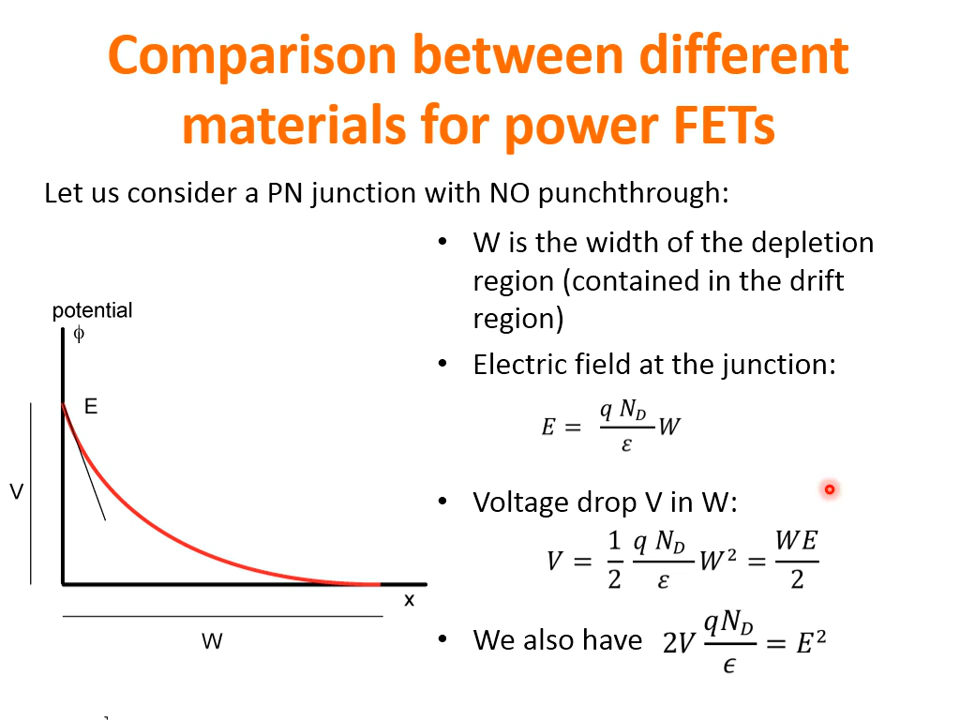 Comparison between different
materials for power FETs
Let us consider a PN junction with NO punchthrough:
• W is the width of the depletion
region (contained in the drift
region)
• Electric field at the junction:
E = q N_D / ε W
• Voltage drop V in W:
V = 1/2 q N_D / ε W² = WE / 2
• We also have 2V qN_D / ϵ = E²
potential
ϕ
E
V
x
W